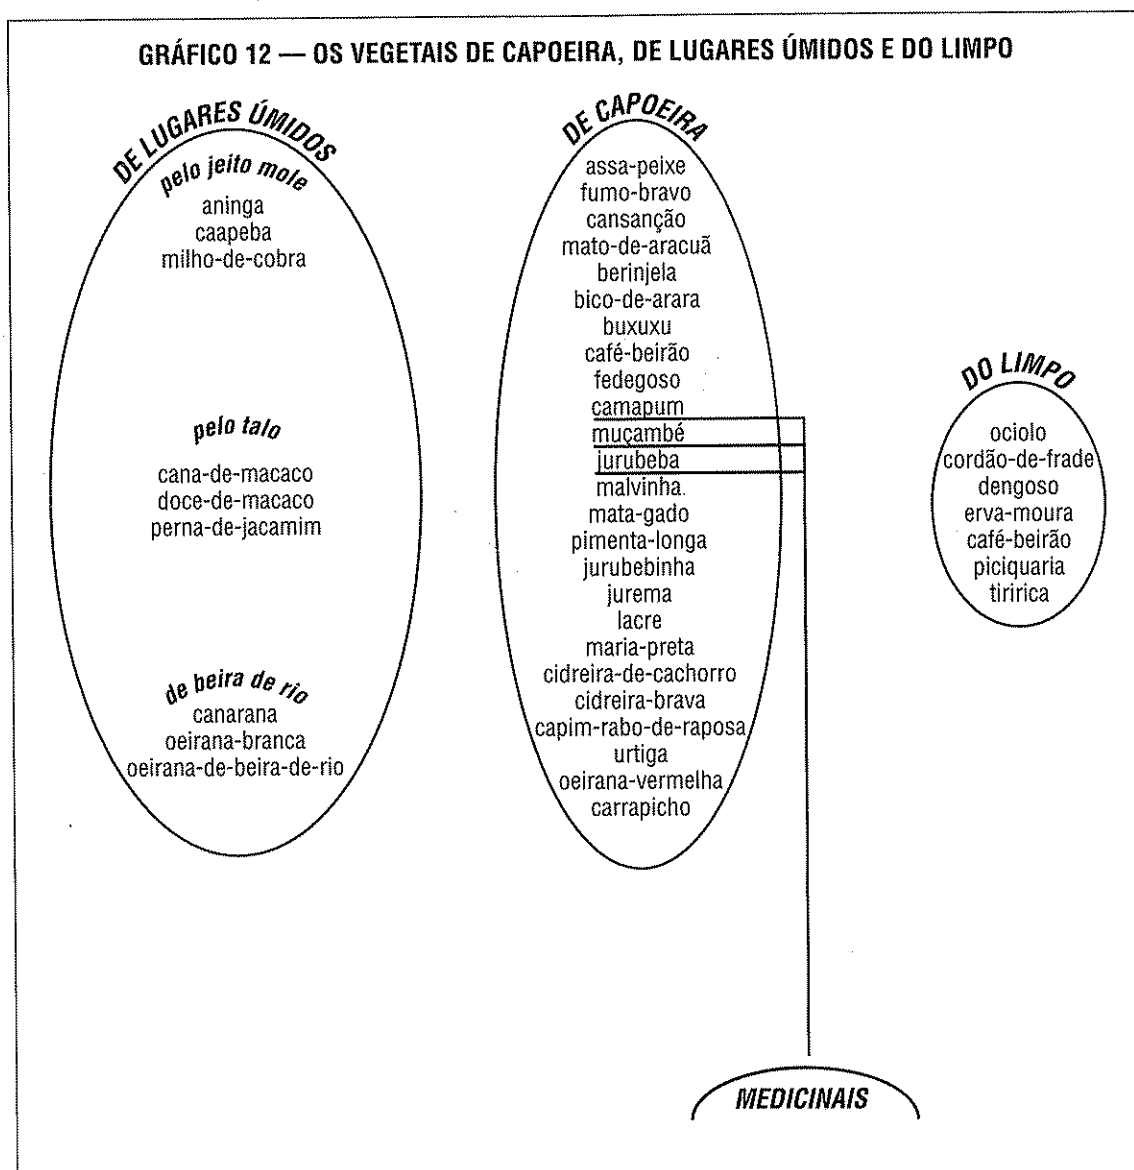 GRÁFICO 12 — OS VEGETAIS DE CAPOEIRA, DE LUGARES ÚMIDOS E DO LIMPO
DE LUGARES ÚMIDOS
pelo jeito mole
aninga
caapeba
milho-de-cobra
pelo talo
cana-de-macaco
doce-de-macaco
perna-de-jacamim
de beira de rio
canarana
oeirana-branca
oeirana-de-beira-de-rio
DE CAPOEIRA
assa-peixe
fumo-bravo
cansanção
mato-de-aracuã
berinjela
bico-de-arara
buxuxu
café-beirão
fedegoso
camapum
muçambé
jurubeba
malvinha
mata-gado
pimenta-longa
jurubebinha
jurema
lacre
maria-preta
cidreira-de-cachorro
cidreira-brava
capim-rabo-de-raposa
urtiga
oeirana-vermelha
carrapicho
DO LIMPO
ociolo
cordão-de-frade
dengoso
erva-moura
café-beirão
piciquaria
tiririca
MEDICINAIS